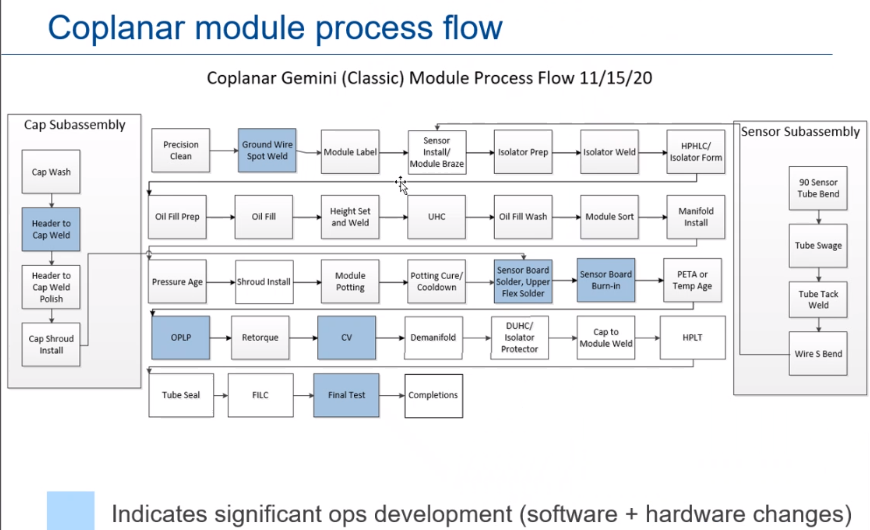 Coplanar module process flow
Coplanar Gemini (Classic) Module Process Flow 11/15/20
Cap Subassembly
Cap Wash
Header to
Cap Weld
Header to
Cap Weld
Polish
Cap Shroud
Install
Precision
Clean
Ground Wire
Spot Weld
Module Label
Sensor
Install/
Module Braze
Isolator Prep
Isolator Weld
HPHLC/
Isolator Form
Oil Fill Prep
Oil Fill
Height Set
and Weld
UHC
Oil Fill Wash
Module Sort
Manifold
Install
Pressure Age
Shroud Install
Module
Potting
Potting Cure/
Cooldown
Sensor Board
Solder, Upper
Flex Solder
Sensor Board
Burn-in
PETA or
Temp Age
OPLP
Retorque
CV
Demanifold
DUHC/
Isolator
Protector
Cap to
Module Weld
HPLT
Tube Seal
FILC
Final Test
Completions
Sensor Subassembly
90 Sensor
Tube Bend
Tube Swage
Tube Tack
Weld
Wire S Bend
Indicates significant ops development (software + hardware changes)